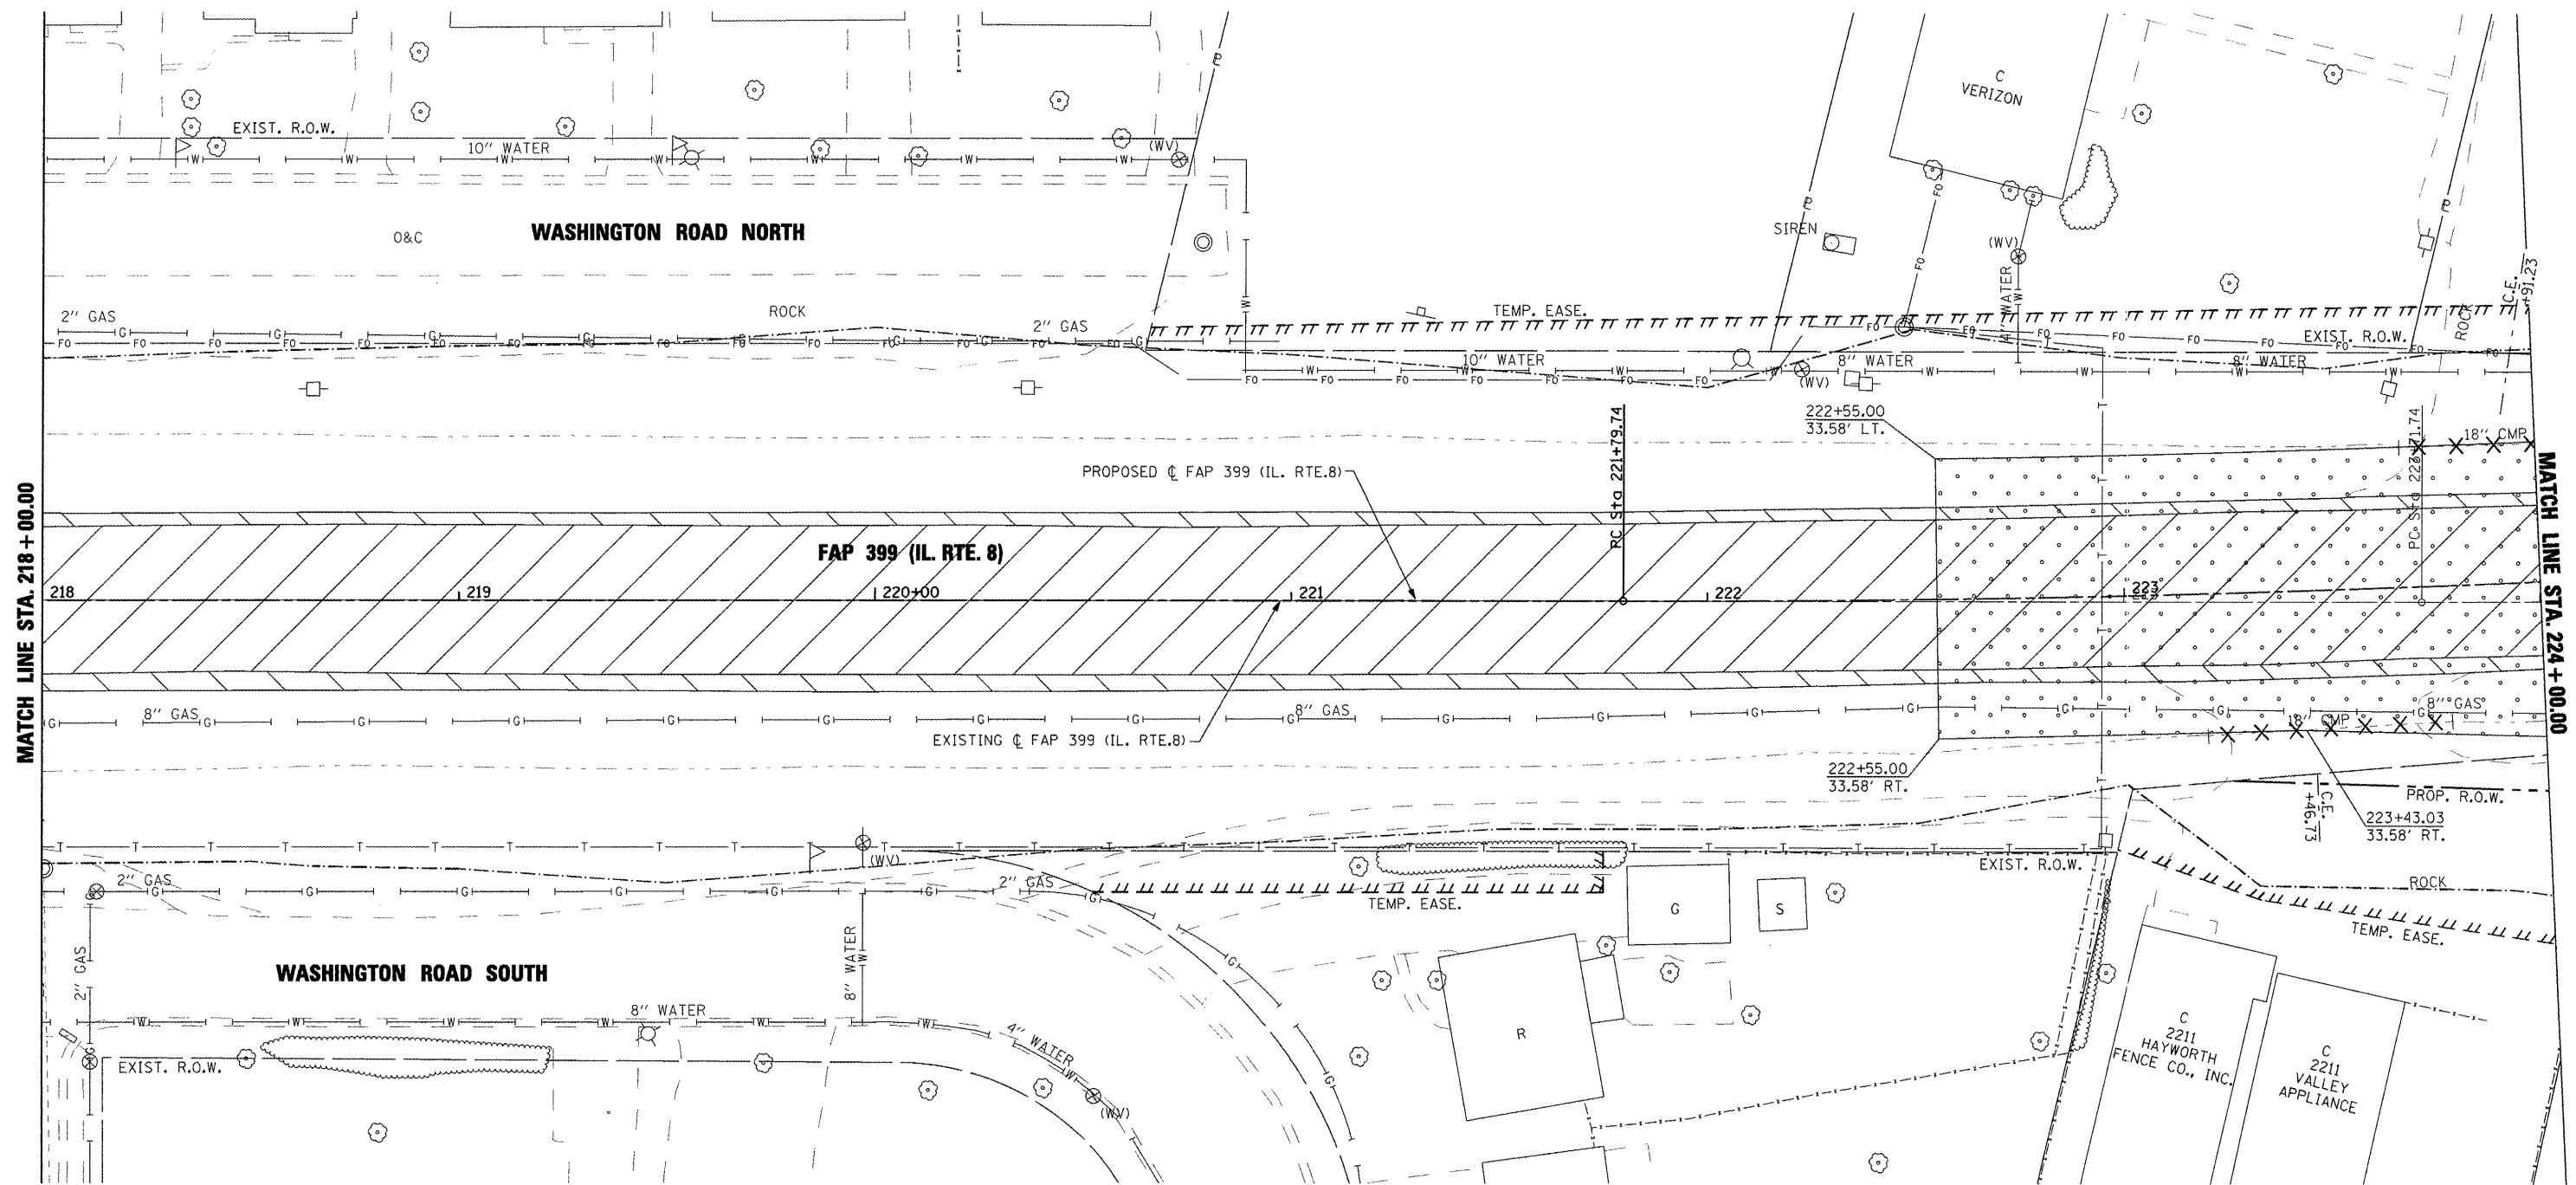 C
VERIZON
EXIST. R.O.W.
10" WATER
(WV)
WASHINGTON ROAD NORTH
O&C
SIREN
(WV)
ROCK
2" GAS
2" GAS
TEMP. EASE.
ROCK
C.E.
+91.23
10" WATER
8" WATER
(WV)
EXIST. R.O.W.
8" WATER
222+55.00
33.58' LT.
PC Sta 221+79.74
18" CMP
PROPOSED ℄ FAP 399 (IL. RTE.8)
MATCH LINE STA. 218+00.00
MATCH LINE STA. 224+00.00
FAP 399 (IL. RTE. 8)
218
219
220+00
221
222
223
8" GAS
8" GAS
8" GAS
EXISTING ℄ FAP 399 (IL. RTE.8)
222+55.00
33.58' RT.
PROP. R.O.W.
C.E.
+46.73
223+43.03
33.58' RT.
(WV)
2" GAS
2" GAS
TEMP. EASE.
EXIST. R.O.W.
ROCK
G
S
TEMP. EASE.
2" GAS
8" WATER
WASHINGTON ROAD SOUTH
8" WATER
4" WATER
EXIST. R.O.W.
(WV)
R
C
2211
HAYWORTH
FENCE CO., INC.
C
2211
VALLEY
APPLIANCE